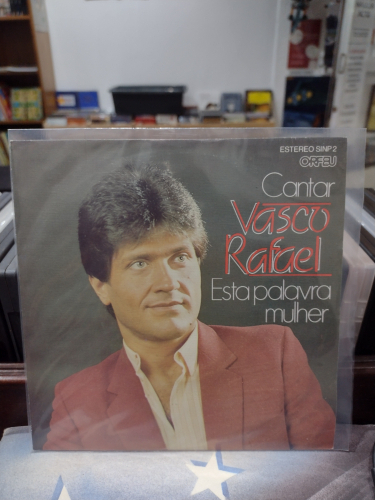 ESTEREO SINP 2
ORFEU
Cantar
Vasco
Rafael
Esta palavra
mulher